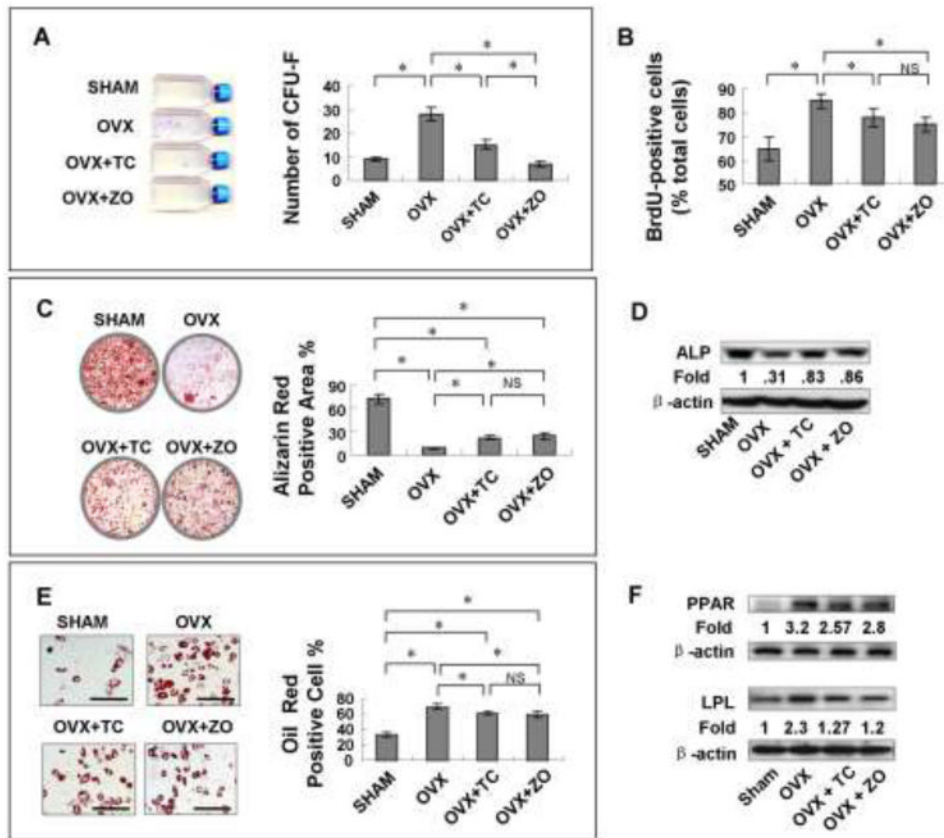 A
SHAM
OVX
OVX+TC
OVX+ZO
Number of CFU-F
40
30
20
10
0
* * * *
SHAM
OVX
OVX+TC
OVX+ZO
B
BrdU-positive cells
(% total cells)
90
80
70
60
50
* * * NS
SHAM
OVX
OVX+TC
OVX+ZO
C
SHAM OVX
OVX+TC OVX+ZO
Alizarin Red
Positive Area %
90
60
30
0
*
*
* * * NS
SHAM
OVX
OVX+TC
OVX+ZO
D
ALP
Fold 1 .31 .83 .86
β-actin
SHAM
OVX
OVX + TC
OVX + ZO
E
SHAM OVX
OVX+TC OVX+ZO
Oil Red
Positive Cell %
80
60
40
20
0
*
*
* * * NS
SHAM
OVX
OVX+TC
OVX+ZO
F
PPAR
Fold 1 3.2 2.57 2.8
β-actin
LPL
Fold 1 2.3 1.27 1.2
β-actin
Sham
OVX
OVX + TC
OVX + ZO